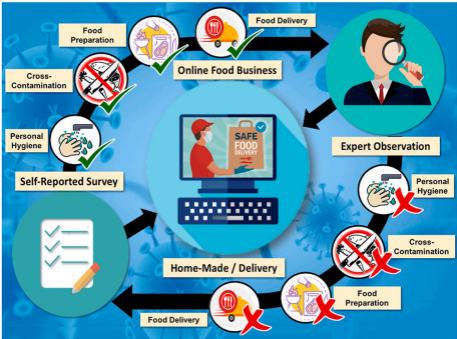 Food Delivery
Food
Preparation
Online Food Business
Cross-
Contamination
Personal
Hygiene
Self-Reported Survey
SAFE
FOOD
DELIVERY
Expert Observation
Personal
Hygiene
Cross-
Contamination
Home-Made / Delivery
Food
Preparation
Food Delivery